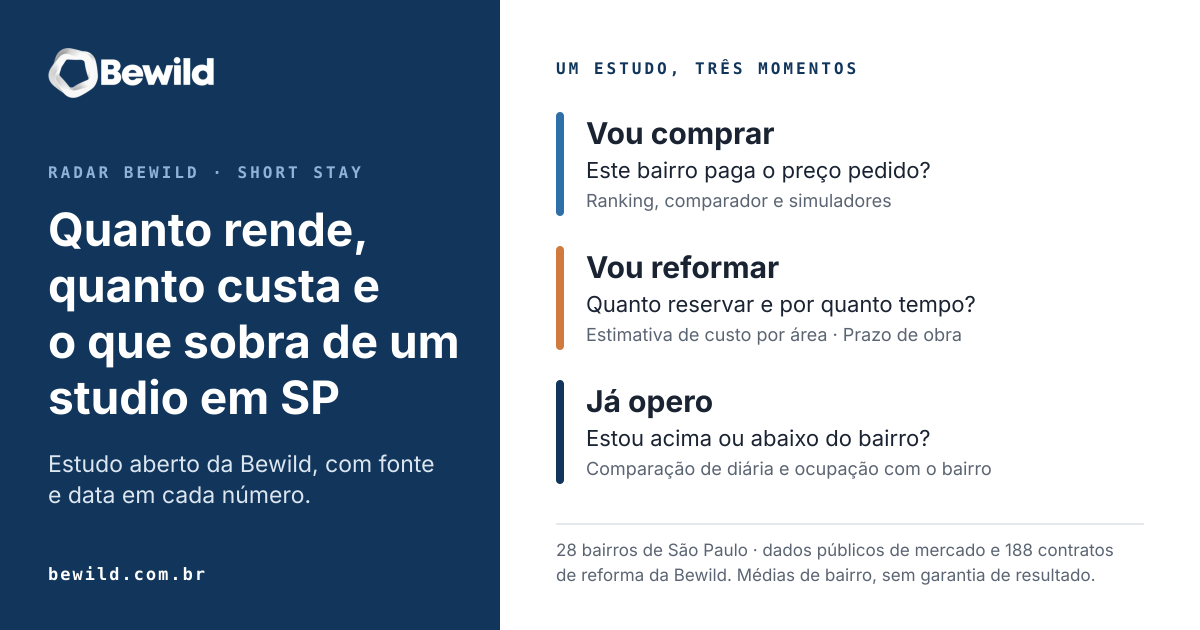 Bewild
RADAR BEWILD · SHORT STAY
Quanto rende,
quanto custa e
o que sobra de um
studio em SP
Estudo aberto da Bewild, com fonte
e data em cada número.
bewild.com.br
UM ESTUDO, TRÊS MOMENTOS
Vou comprar
Este bairro paga o preço pedido?
Ranking, comparador e simuladores
Vou reformar
Quanto reservar e por quanto tempo?
Estimativa de custo por área · Prazo de obra
Já opero
Estou acima ou abaixo do bairro?
Comparação de diária e ocupação com o bairro
28 bairros de São Paulo · dados públicos de mercado e 188 contratos
de reforma da Bewild. Médias de bairro, sem garantia de resultado.